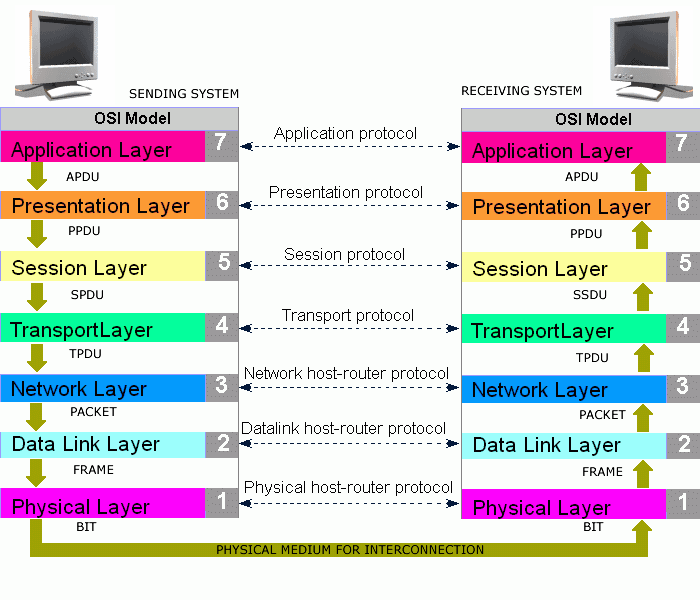 SENDING SYSTEM
RECEIVING SYSTEM
OSI Model
OSI Model
Application Layer 7
Application protocol
Application Layer 7
APDU
APDU
Presentation Layer 6
Presentation protocol
Presentation Layer 6
PPDU
PPDU
Session Layer 5
Session protocol
Session Layer 5
SPDU
SSDU
TransportLayer 4
Transport protocol
TransportLayer 4
TPDU
TPDU
Network Layer 3
Network host-router protocol
Network Layer 3
PACKET
PACKET
Data Link Layer 2
Datalink host-router protocol
Data Link Layer 2
FRAME
FRAME
Physical Layer 1
Physical host-router protocol
Physical Layer 1
BIT
BIT
PHYSICAL MEDIUM FOR INTERCONNECTION